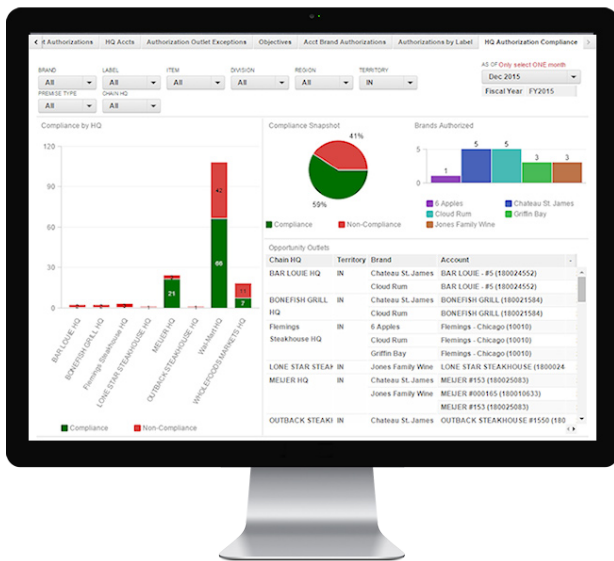 it Authorizations HQ Accts Authorization Outlet Exceptions Objectives Acct Brand Authorizations Authorizations by Label HQ Authorization Compliance
BRAND LABEL ITEM DIVISION REGION TERRITORY
All All All All All IN
PREMISE TYPE CHAIN HQ
All All
AS OF Only select ONE month
Dec 2015
Fiscal Year FY2015
Compliance by HQ
120
90
60
30
0
42
66
21
11
7
BAR LOUIE HQ
BONEFISH GRILL HQ
Flemings Steakhouse HQ
LONE STAR STEAKHOUSE HQ
MEIJER HQ
OUTBACK STEAKHOUSE HQ
Wal-Mart HQ
WHOLEFOODS MARKETS HQ
Compliance Non-Compliance
Compliance Snapshot
41%
59%
Compliance Non-Compliance
Brands Authorized
5
0
1 5 5 3 3
6 Apples Chateau St. James
Cloud Rum Griffin Bay
Jones Family Wine
Opportunity Outlets
Chain HQ Territory Brand Account
BAR LOUIE HQ IN Chateau St. James BAR LOUIE - #5 (180024552)
Cloud Rum BAR LOUIE - #5 (180024552)
BONEFISH GRILL HQ IN Chateau St. James BONEFISH GRILL (180021584)
Cloud Rum BONEFISH GRILL (180021584)
Flemings Steakhouse HQ IN 6 Apples Flemings - Chicago (10010)
Cloud Rum Flemings - Chicago (10010)
Griffin Bay Flemings - Chicago (10010)
LONE STAR STEAK IN Jones Family Wine LONE STAR STEAKHOUSE (1800024
MEIJER HQ IN Chateau St. James MEIJER #153 (180025083)
Jones Family Wine MEIJER #000165 (180010633)
MEIJER #153 (180025083)
OUTBACK STEAK IN Chateau St. James OUTBACK STEAKHOUSE #1550 (180